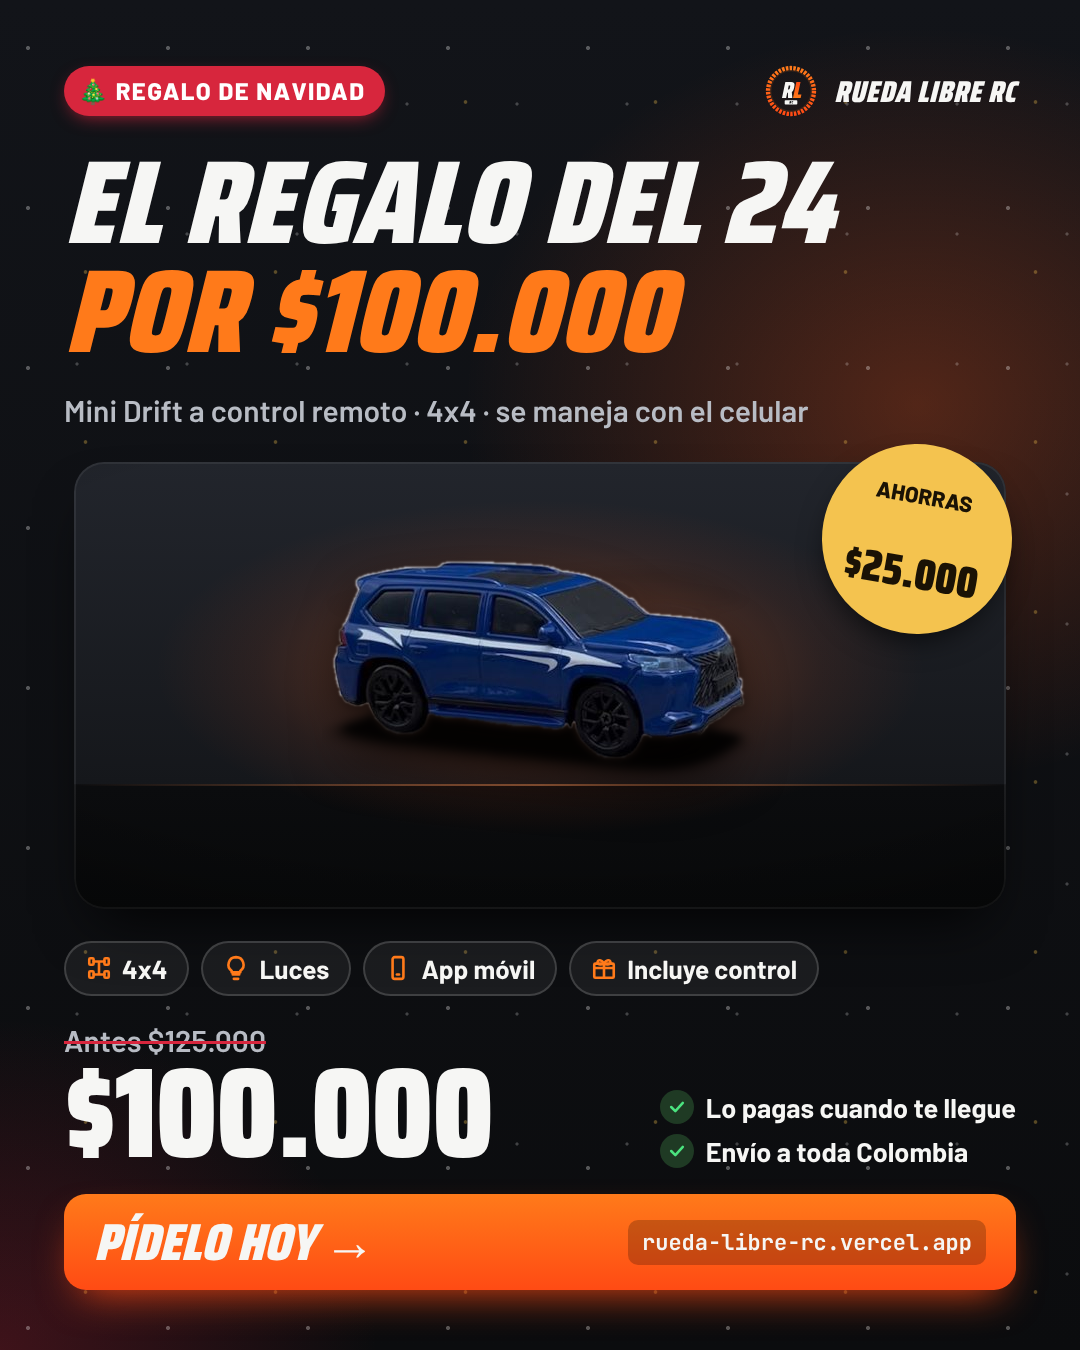 🎄 REGALO DE NAVIDAD
RL
RUEDA LIBRE RC
EL REGALO DEL 24
POR $100.000
Mini Drift a control remoto · 4x4 · se maneja con el celular
AHORRAS
$25.000
4x4
Luces
App móvil
Incluye control
Antes $125.000
$100.000
Lo pagas cuando te llegue
Envío a toda Colombia
PÍDELO HOY →
rueda-libre-rc.vercel.app